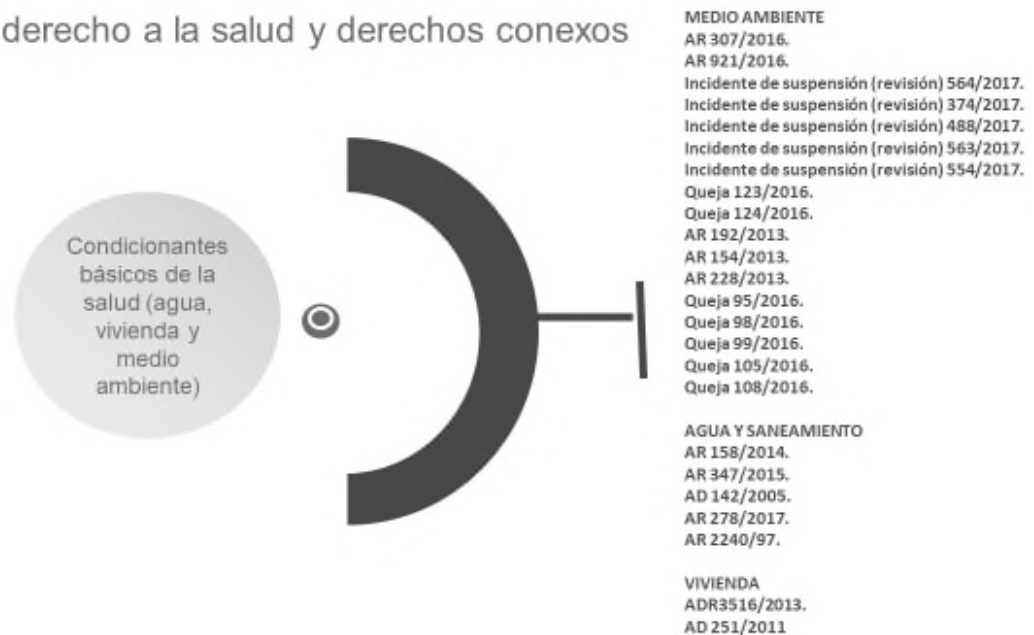 derecho a la salud y derechos conexos
Condicionantes
básicos de la
salud (agua,
vivienda y
medio
ambiente)
MEDIO AMBIENTE
AR 307/2016.
AR 921/2016.
Incidente de suspensión (revisión) 564/2017.
Incidente de suspensión (revisión) 374/2017.
Incidente de suspensión (revisión) 488/2017.
Incidente de suspensión (revisión) 563/2017.
Incidente de suspensión (revisión) 554/2017.
Queja 123/2016.
Queja 124/2016.
AR 192/2013.
AR 154/2013.
AR 228/2013.
Queja 95/2016.
Queja 98/2016.
Queja 99/2016.
Queja 105/2016.
Queja 108/2016.
AGUA Y SANEAMIENTO
AR 158/2014.
AR 347/2015.
AD 142/2005.
AR 278/2017.
AR 2240/97.
VIVIENDA
ADR3516/2013.
AD 251/2011